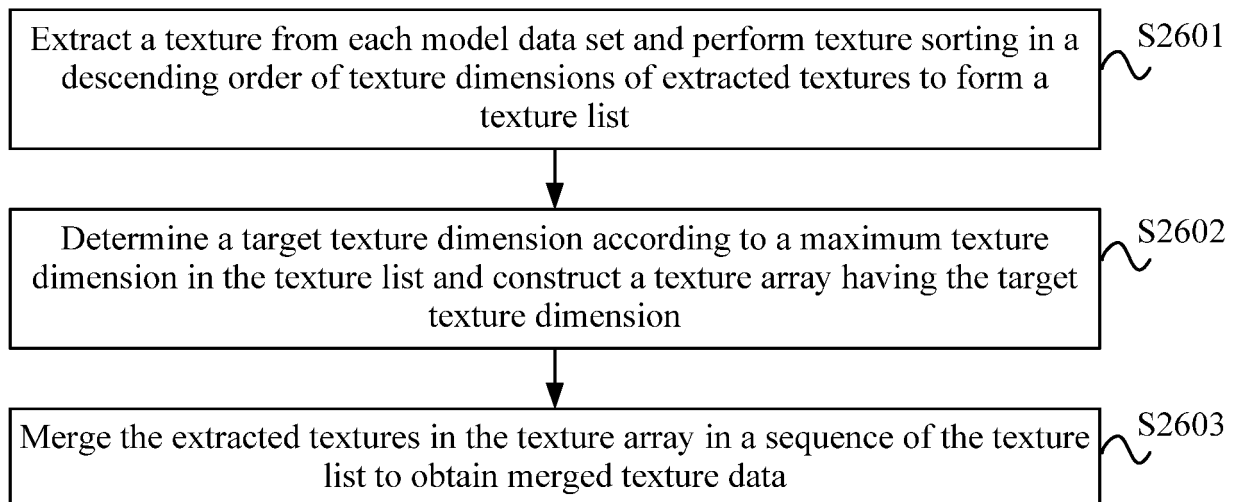 Extract a texture from each model data set and perform texture sorting in a
descending order of texture dimensions of extracted textures to form a
texture list
S2601
Determine a target texture dimension according to a maximum texture
dimension in the texture list and construct a texture array having the target
texture dimension
S2602
Merge the extracted textures in the texture array in a sequence of the texture
list to obtain merged texture data
S2603